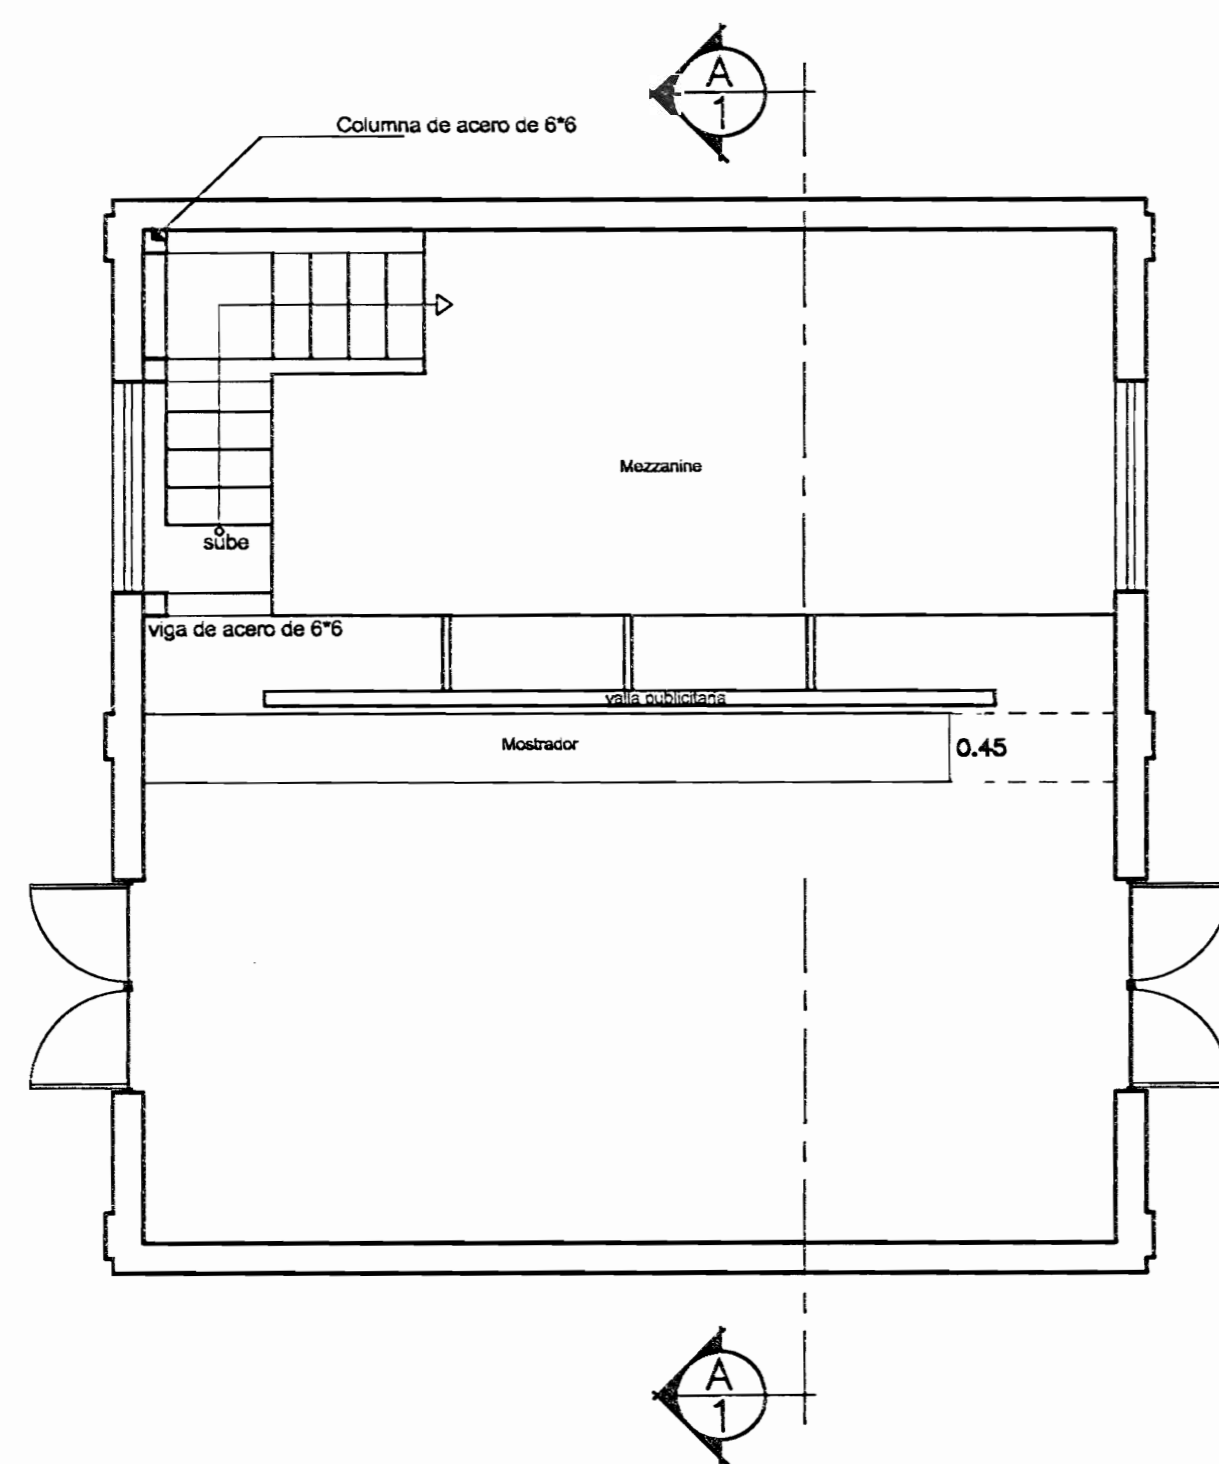 A
1
Columna de acero de 6*6
Mezzanine
sube
viga de acero de 6*6
valla publicitaria
Mostrador
0.45
A
1